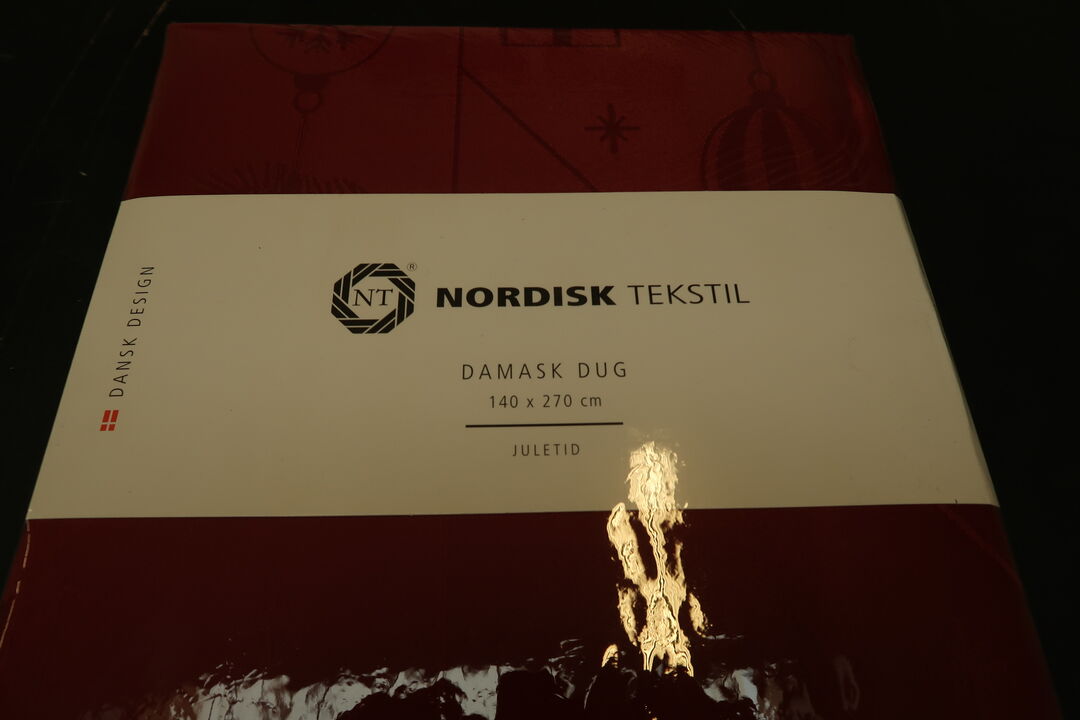 DANSK DESIGN
NT®
NORDISK TEKSTIL
DAMASK DUG
140 x 270 cm
JULETID